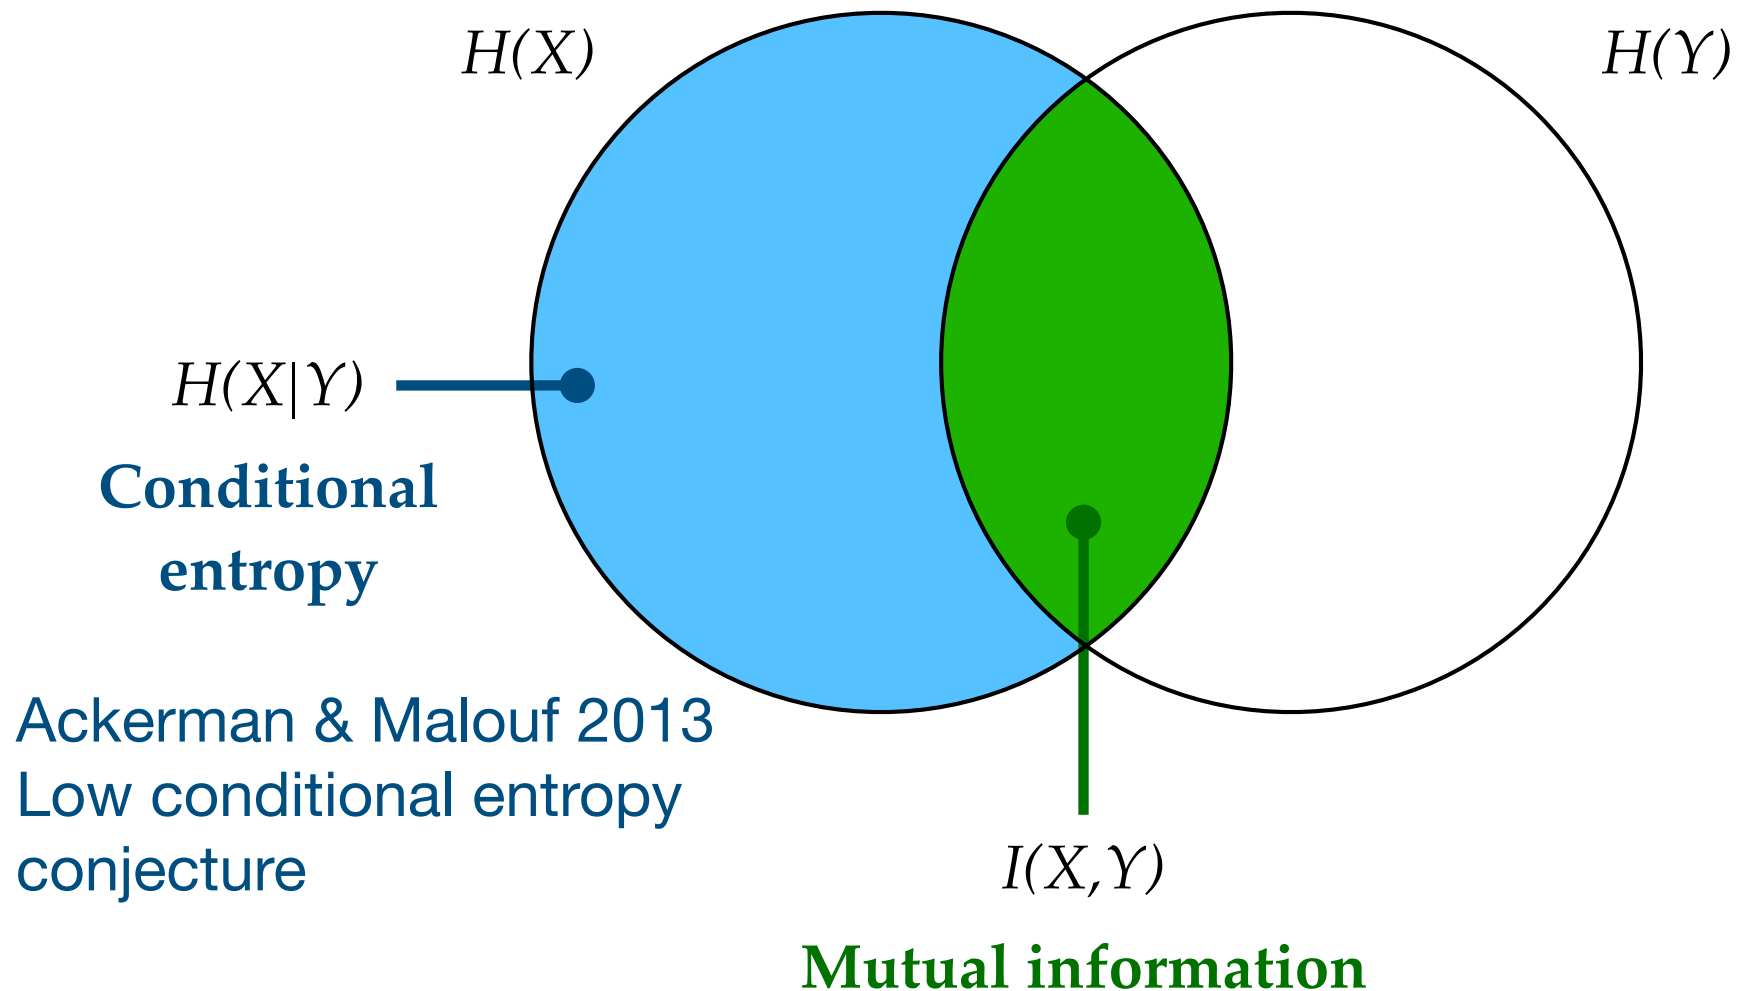 H(X)
H(Y)
H(X|Y)
Conditional
entropy
Ackerman & Malouf 2013
Low conditional entropy
conjecture
I(X,Y)
Mutual information